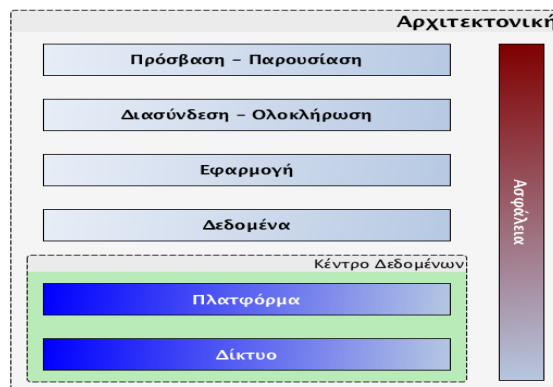 Αρχιτεκτονική
Πρόσβαση – Παρουσίαση
Διασύνδεση – Ολοκλήρωση
Εφαρμογή
Δεδομένα
Κέντρο Δεδομένων
Πλατφόρμα
Δίκτυο
Ασφάλεια